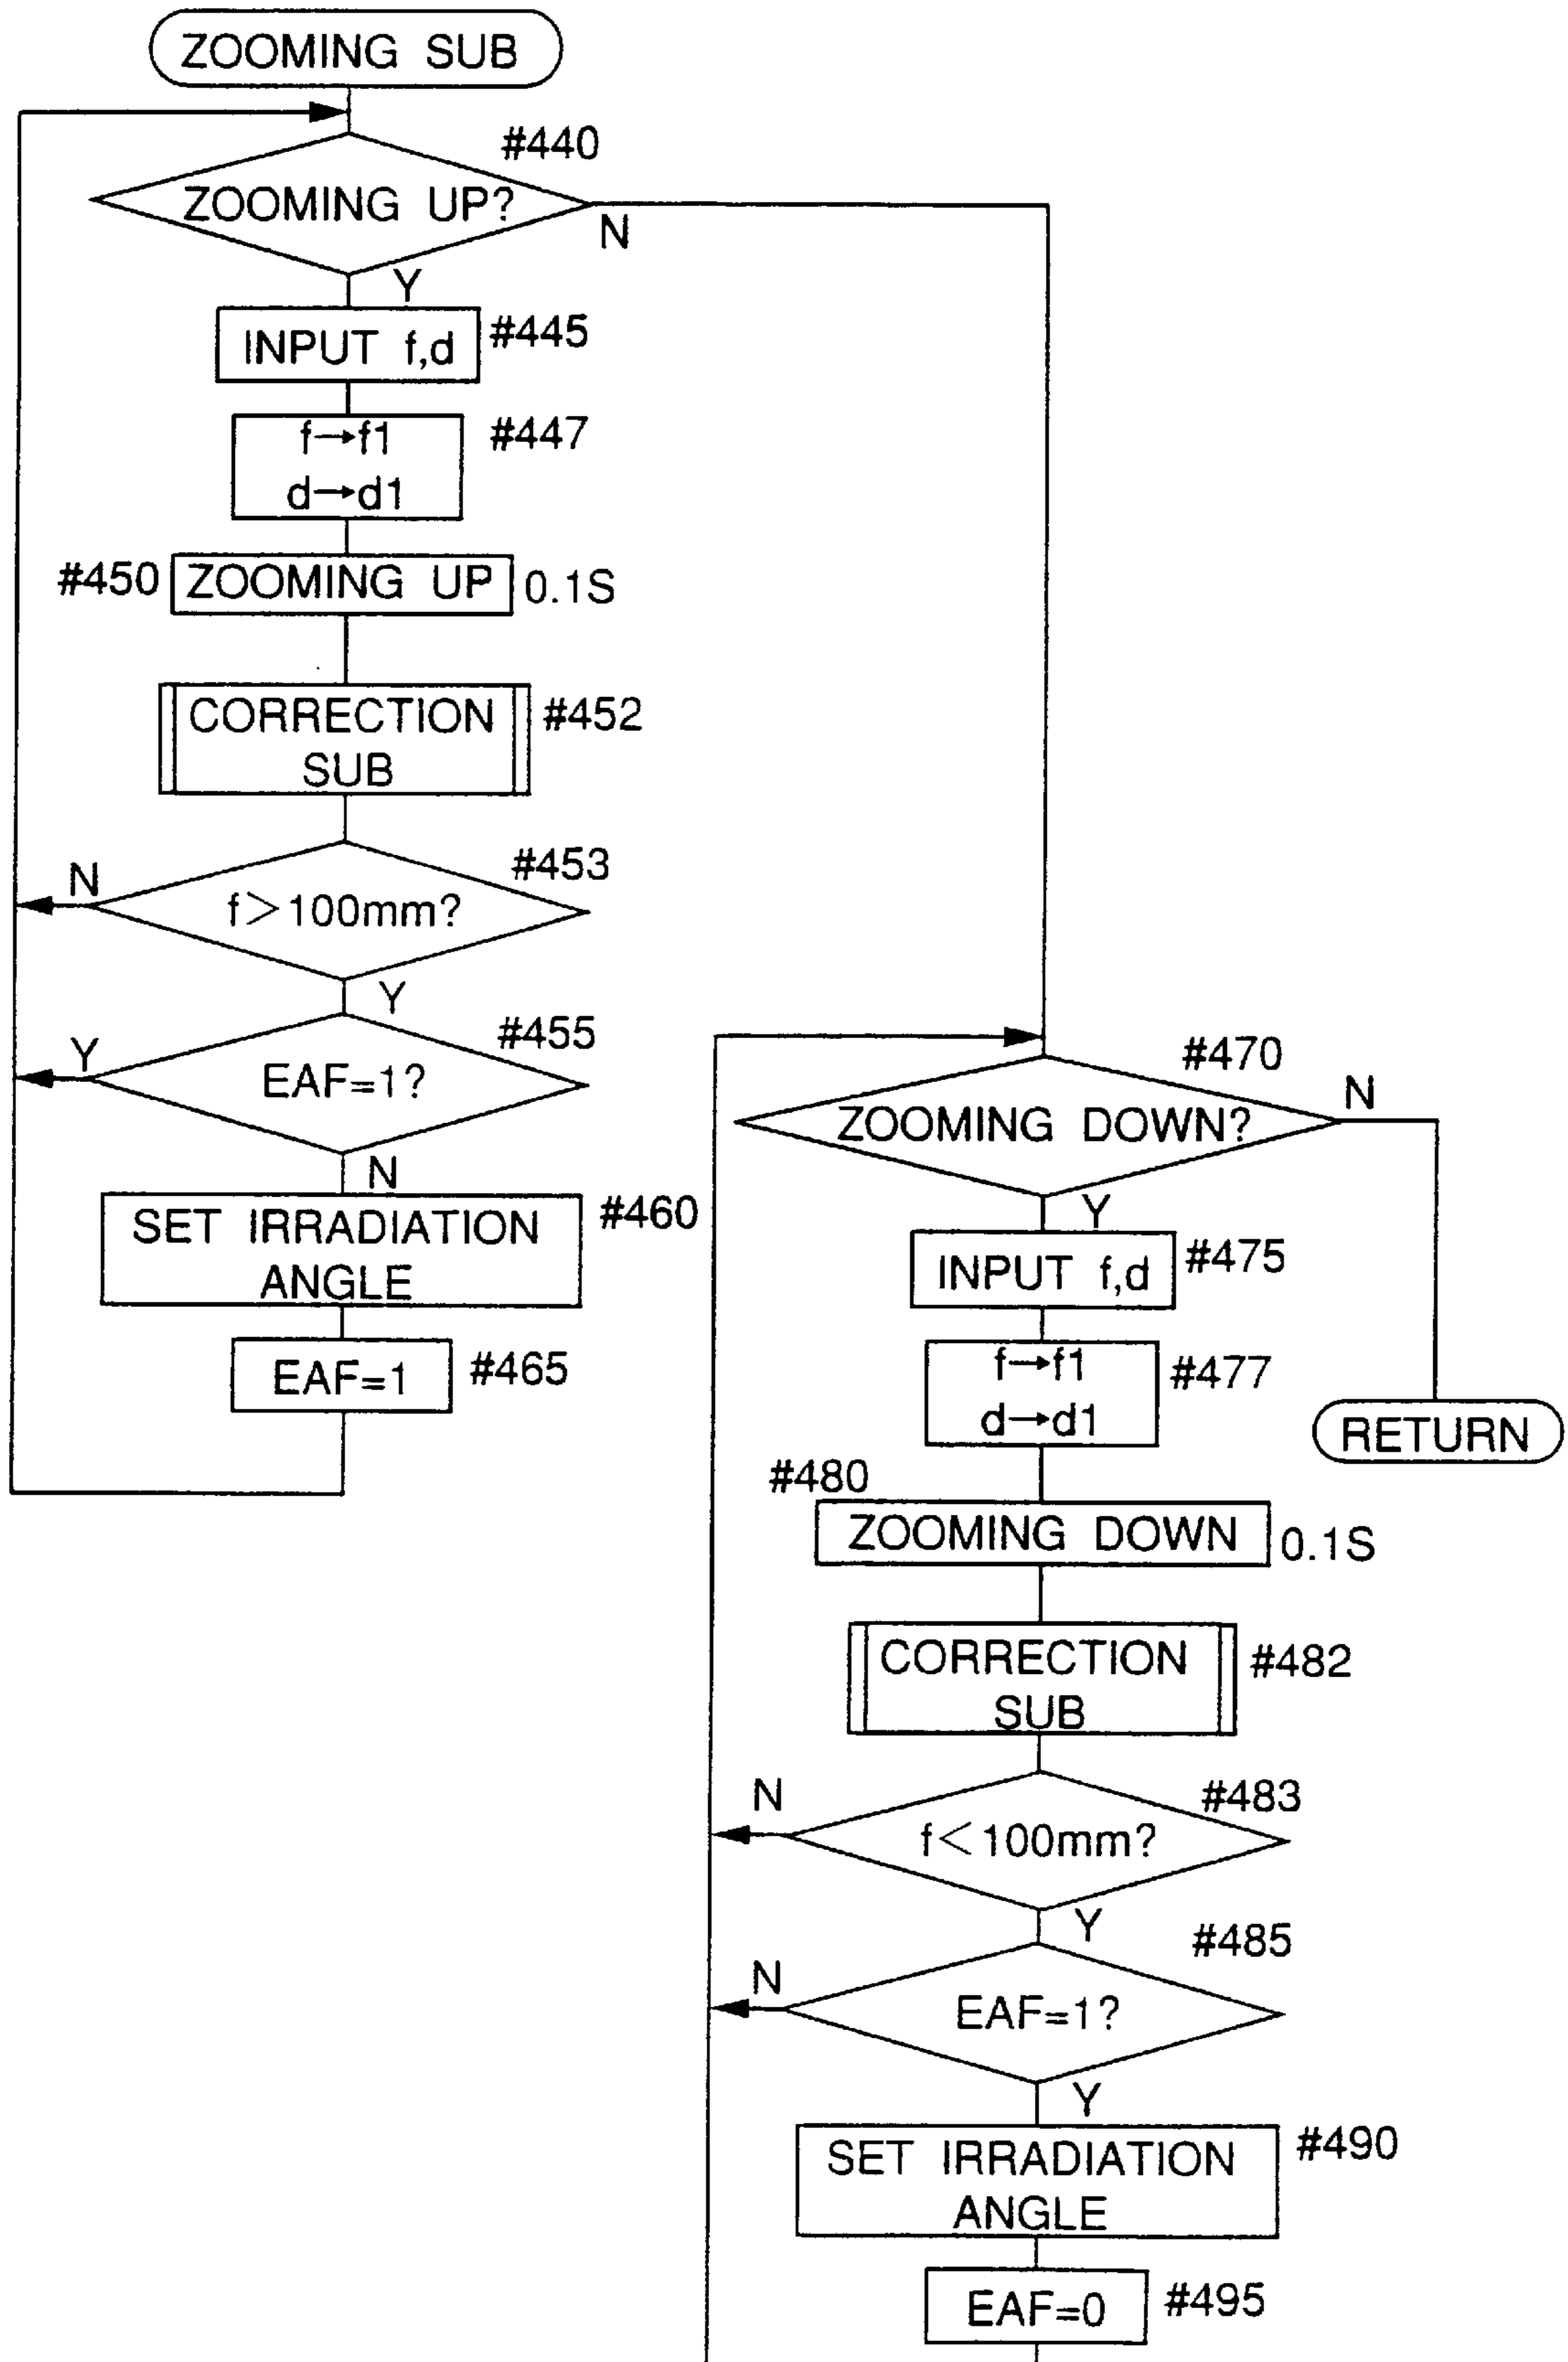 ZOOMING SUB
#440
ZOOMING UP?
N
Y
INPUT f,d
#445
f→f1
d→d1
#447
#450
ZOOMING UP
0.1S
CORRECTION
SUB
#452
#453
N
f>100mm?
Y
#455
Y
EAF=1?
N
SET IRRADIATION
ANGLE
#460
EAF=1
#465
#470
ZOOMING DOWN?
N
Y
INPUT f,d
#475
f→f1
d→d1
#477
RETURN
#480
ZOOMING DOWN
0.1S
CORRECTION
SUB
#482
#483
N
f<100mm?
Y
#485
N
EAF=1?
Y
SET IRRADIATION
ANGLE
#490
EAF=0
#495